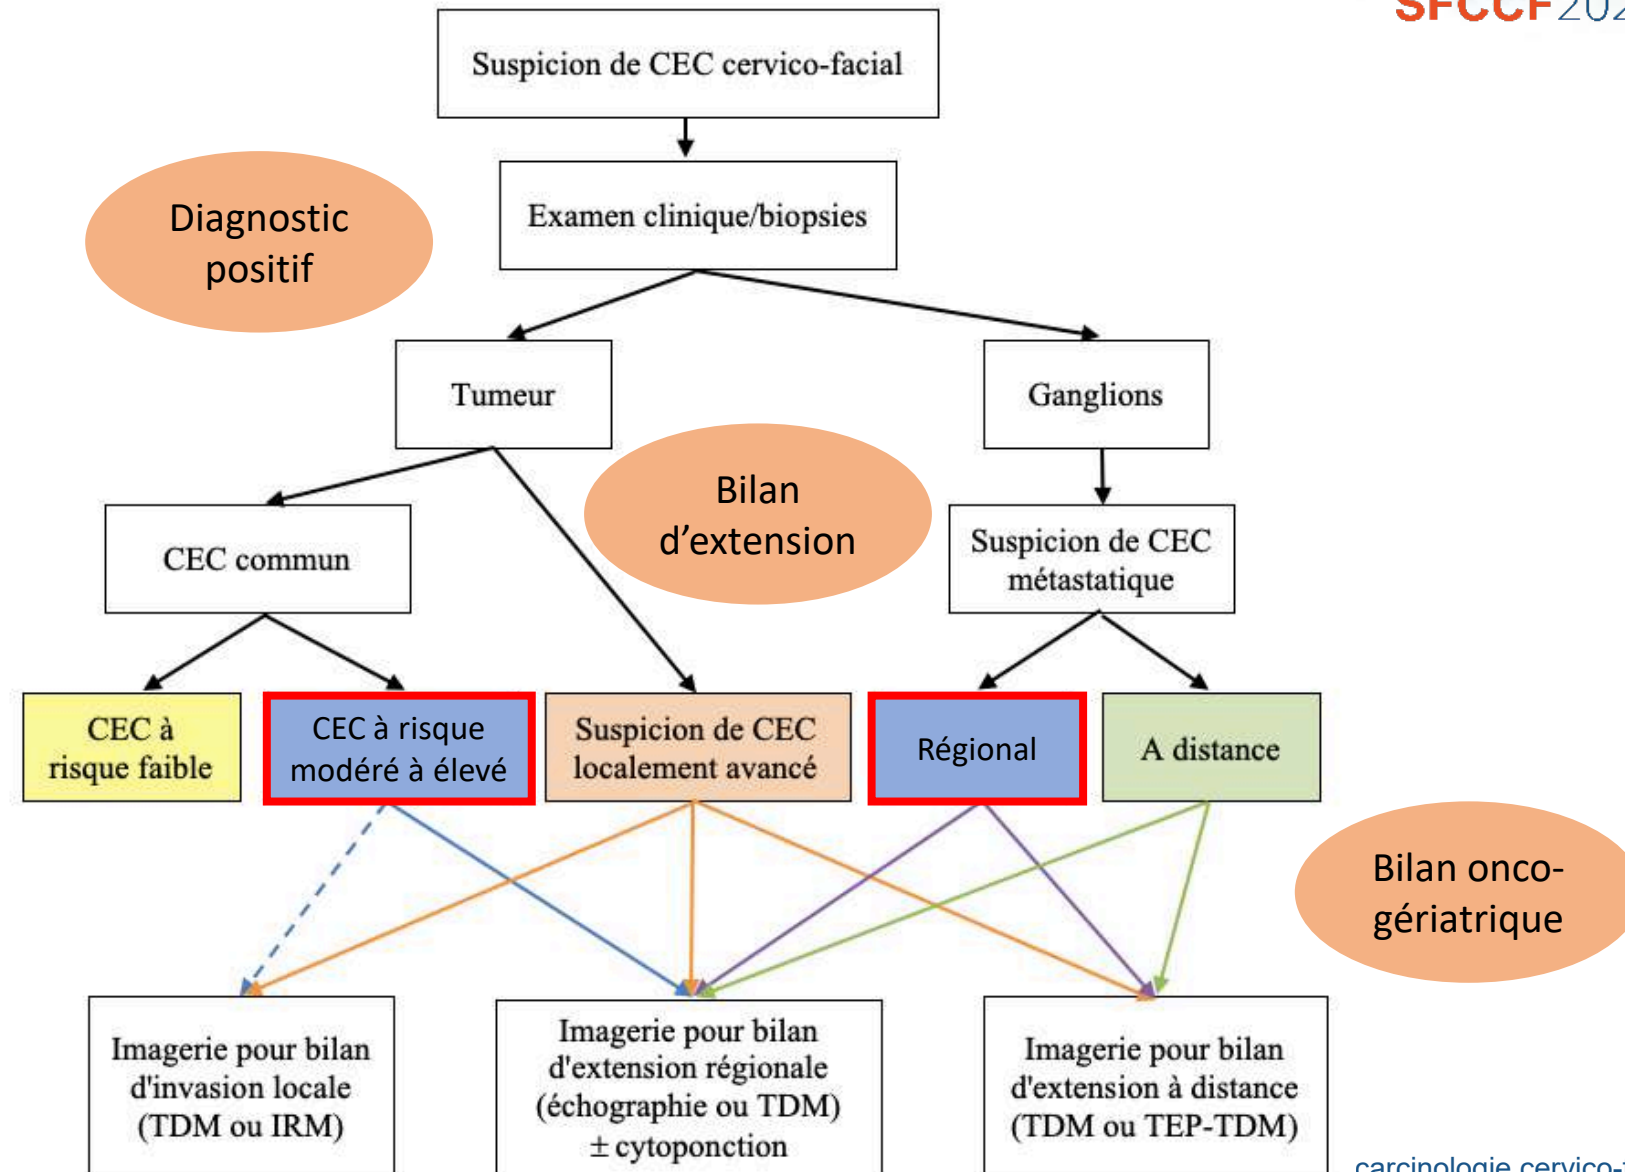 SFCCF202
Suspicion de CEC cervico-facial
Diagnostic
positif
Examen clinique/biopsies
Tumeur
Ganglions
Bilan
d’extension
CEC commun
Suspicion de CEC
métastatique
CEC à
risque faible
CEC à risque
modéré à élevé
Suspicion de CEC
localement avancé
Régional
A distance
Bilan onco-
gériatrique
Imagerie pour bilan
d'invasion locale
(TDM ou IRM)
Imagerie pour bilan
d'extension régionale
(échographie ou TDM)
± cytoponction
Imagerie pour bilan
d'extension à distance
(TDM ou TEP-TDM)
carcinologie cervico-